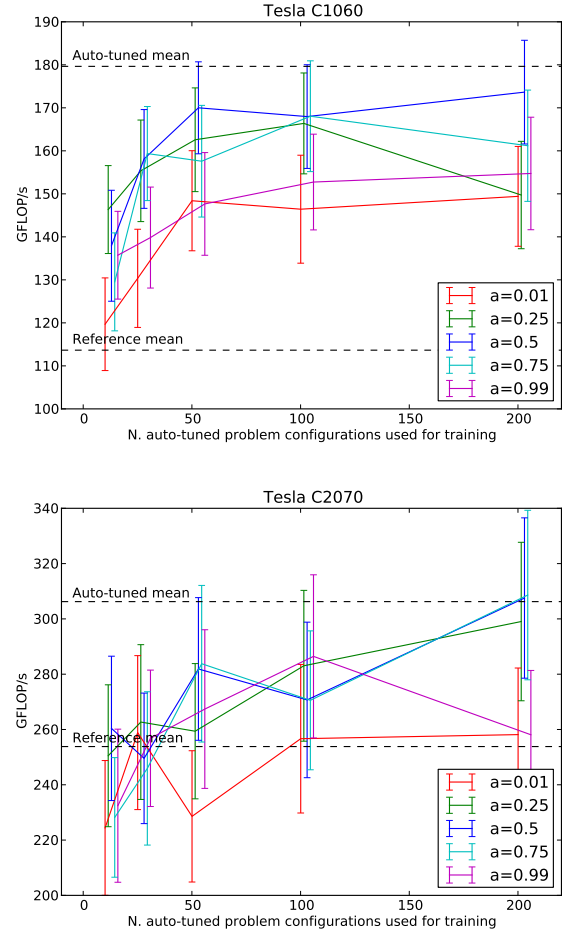 Tesla C1060
190
180
170
160
150
140
130
120
110
100
GFLOP/s
Auto-tuned mean
Reference mean
a=0.01
a=0.25
a=0.5
a=0.75
a=0.99
0 50 100 150 200
N. auto-tuned problem configurations used for training
Tesla C2070
340
320
300
280
260
240
220
200
GFLOP/s
Auto-tuned mean
Reference mean
a=0.01
a=0.25
a=0.5
a=0.75
a=0.99
0 50 100 150 200
N. auto-tuned problem configurations used for training